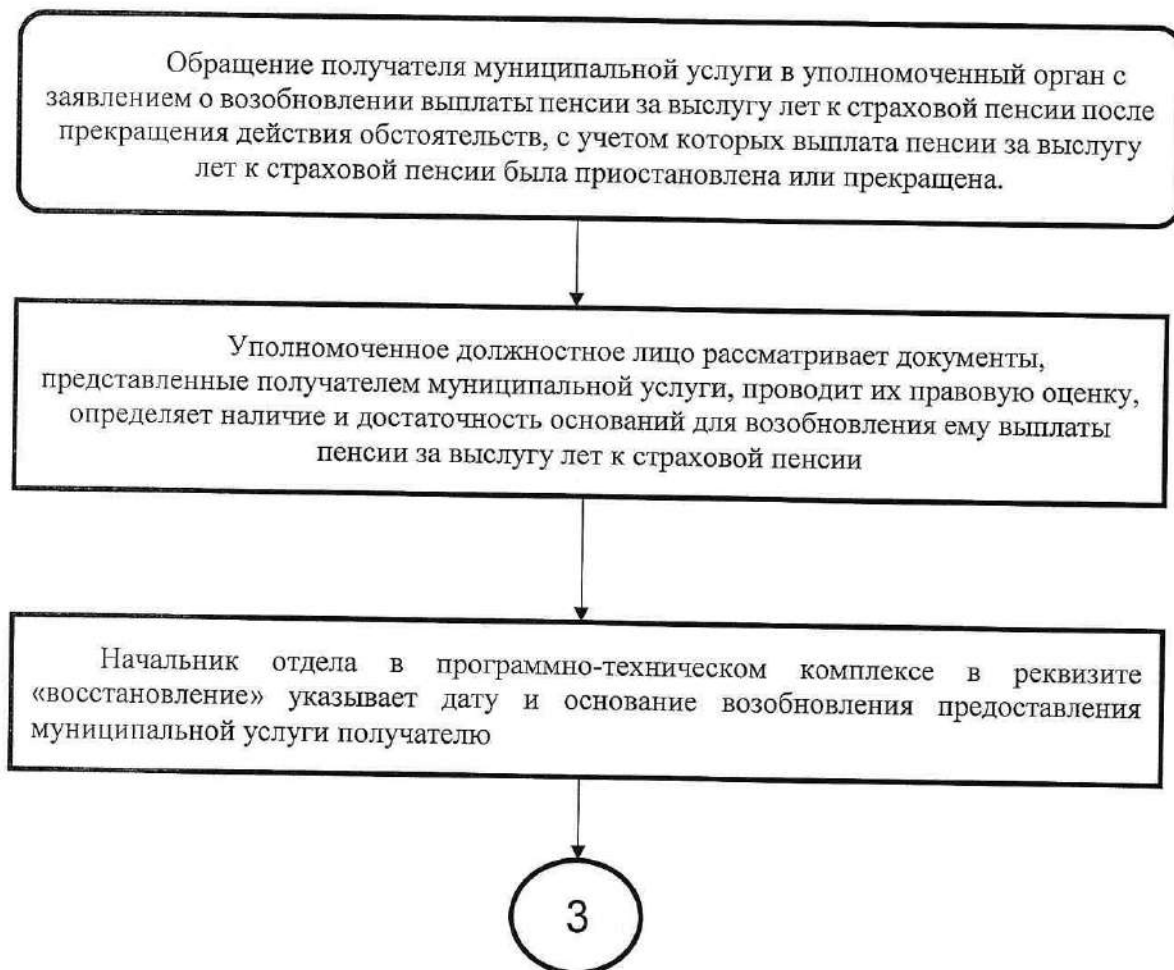 Обращение получателя муниципальной услуги в уполномоченный орган с
заявлением о возобновлении выплаты пенсии за выслугу лет к страховой пенсии после
прекращения действия обстоятельств, с учетом которых выплата пенсии за выслугу
лет к страховой пенсии была приостановлена или прекращена.
Уполномоченное должностное лицо рассматривает документы,
представленные получателем муниципальной услуги, проводит их правовую оценку,
определяет наличие и достаточность оснований для возобновления ему выплаты
пенсии за выслугу лет к страховой пенсии
Начальник отдела в программно-техническом комплексе в реквизите
«восстановление» указывает дату и основание возобновления предоставления
муниципальной услуги получателю
3